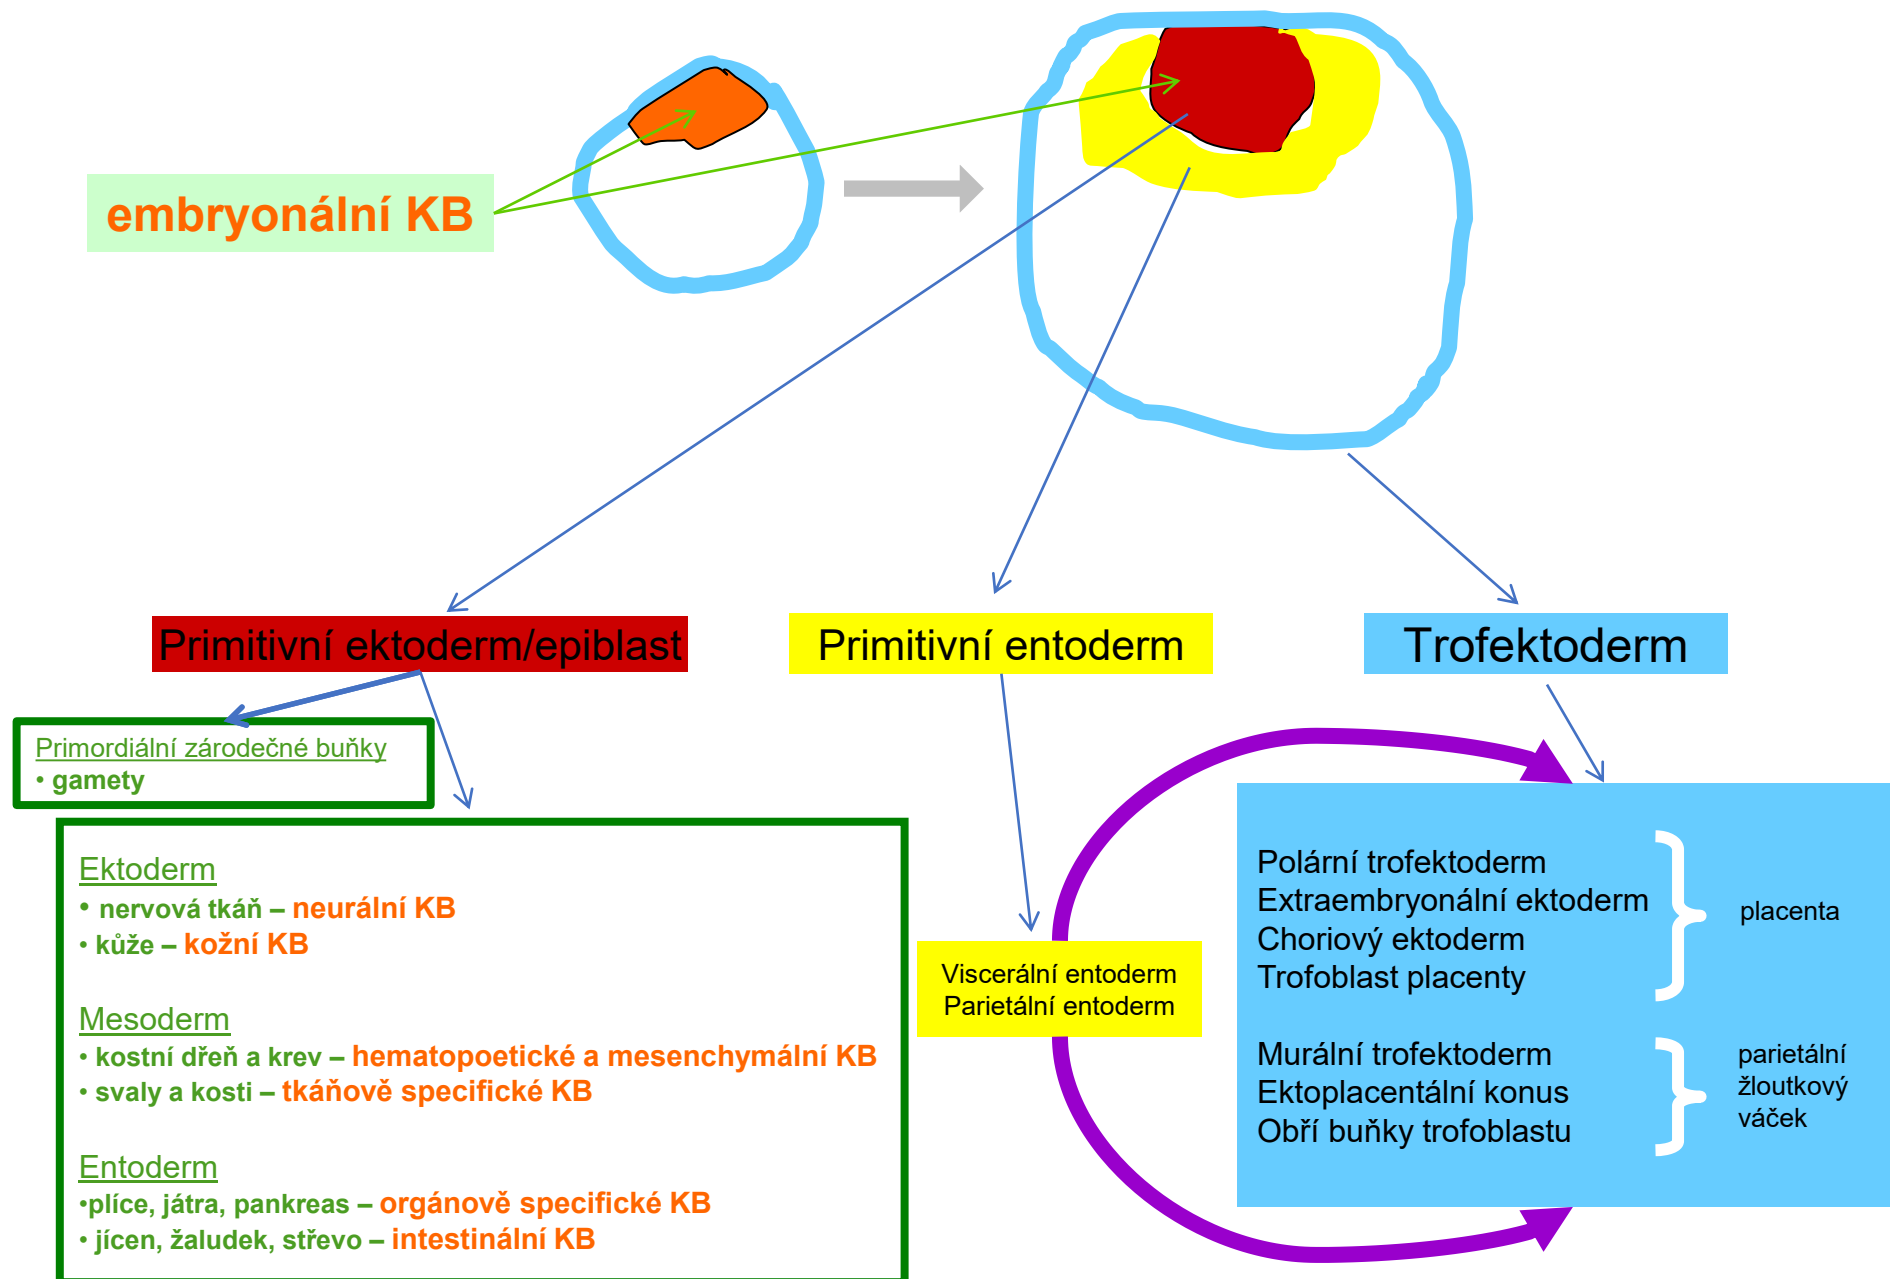 embryonální KB
Primitivní ektoderm/epiblast
Primitivní entoderm
Trofektoderm
Primordiální zárodečné buňky
• gamety
Ektoderm
• nervová tkáň – neurální KB
• kůže – kožní KB
Mesoderm
• kostní dřeň a krev – hematopoetické a mesenchymální KB
• svaly a kosti – tkáňově specifické KB
Entoderm
•plíce, játra, pankreas – orgánově specifické KB
• jícen, žaludek, střevo – intestinální KB
Viscerální entoderm
Parietální entoderm
Polární trofektoderm
Extraembryonální ektoderm
Choriový ektoderm
Trofoblast placenty
placenta
Murální trofektoderm
Ektoplacentální konus
Obří buňky trofoblastu
parietální
žloutkový
váček